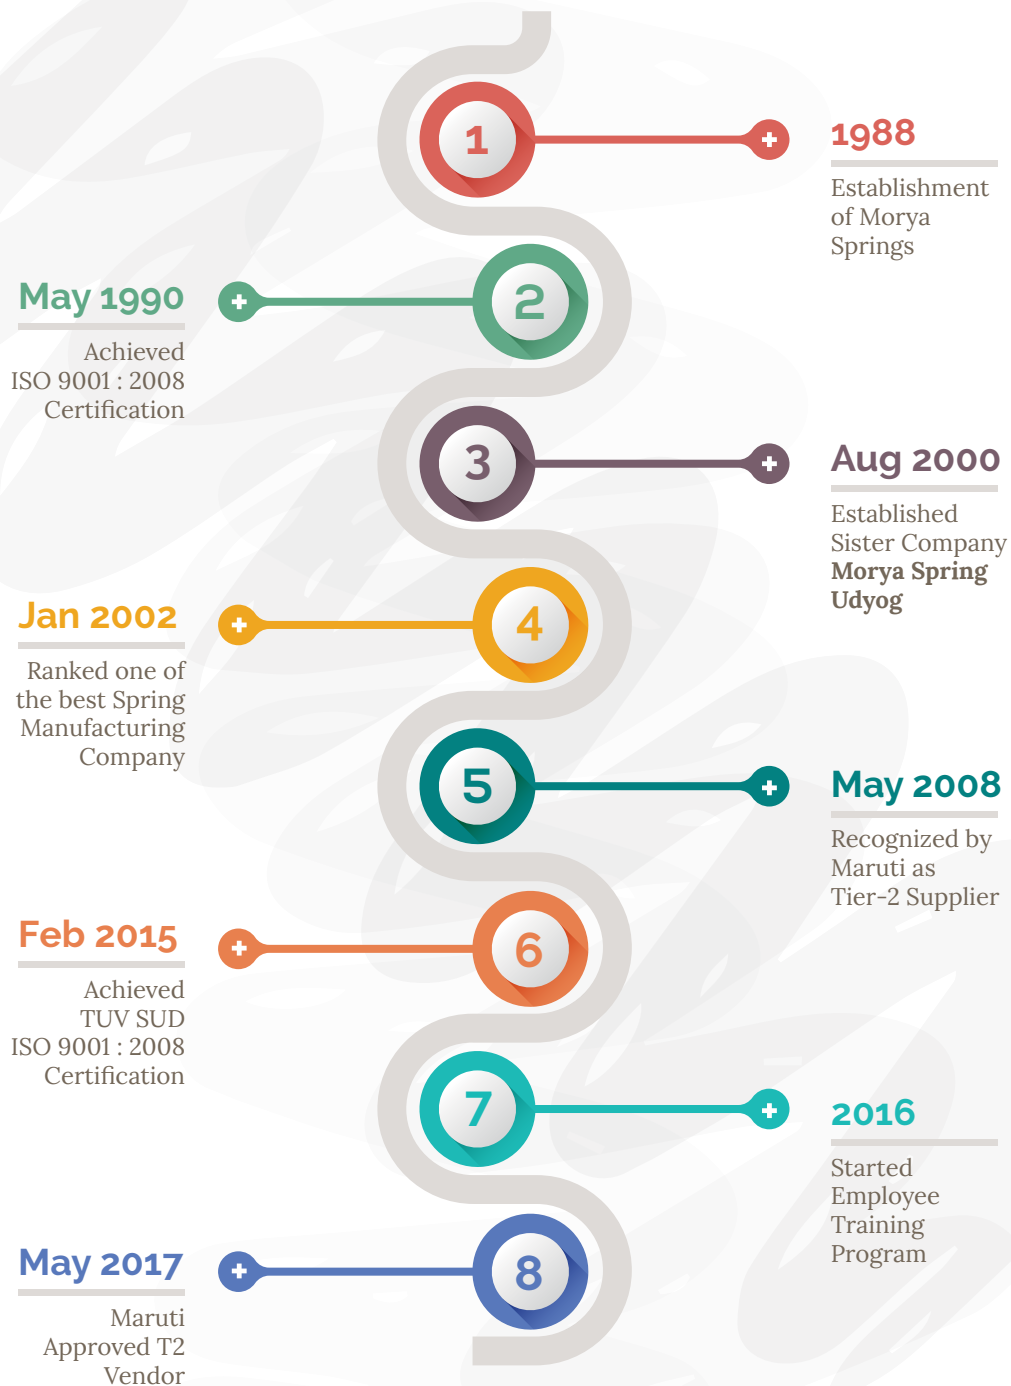 1
1988
Establishment
of Morya
Springs
2
May 1990
Achieved
ISO 9001 : 2008
Certification
3
Aug 2000
Established
Sister Company
Morya Spring
Udyog
4
Jan 2002
Ranked one of
the best Spring
Manufacturing
Company
5
May 2008
Recognized by
Maruti as
Tier-2 Supplier
6
Feb 2015
Achieved
TUV SUD
ISO 9001 : 2008
Certification
7
2016
Started
Employee
Training
Program
8
May 2017
Maruti
Approved T2
Vendor